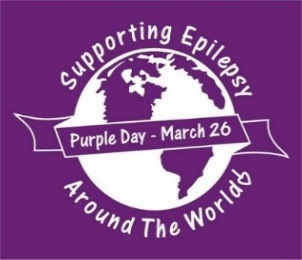 Supporting Epilepsy
Purple Day - March 26
Around The World